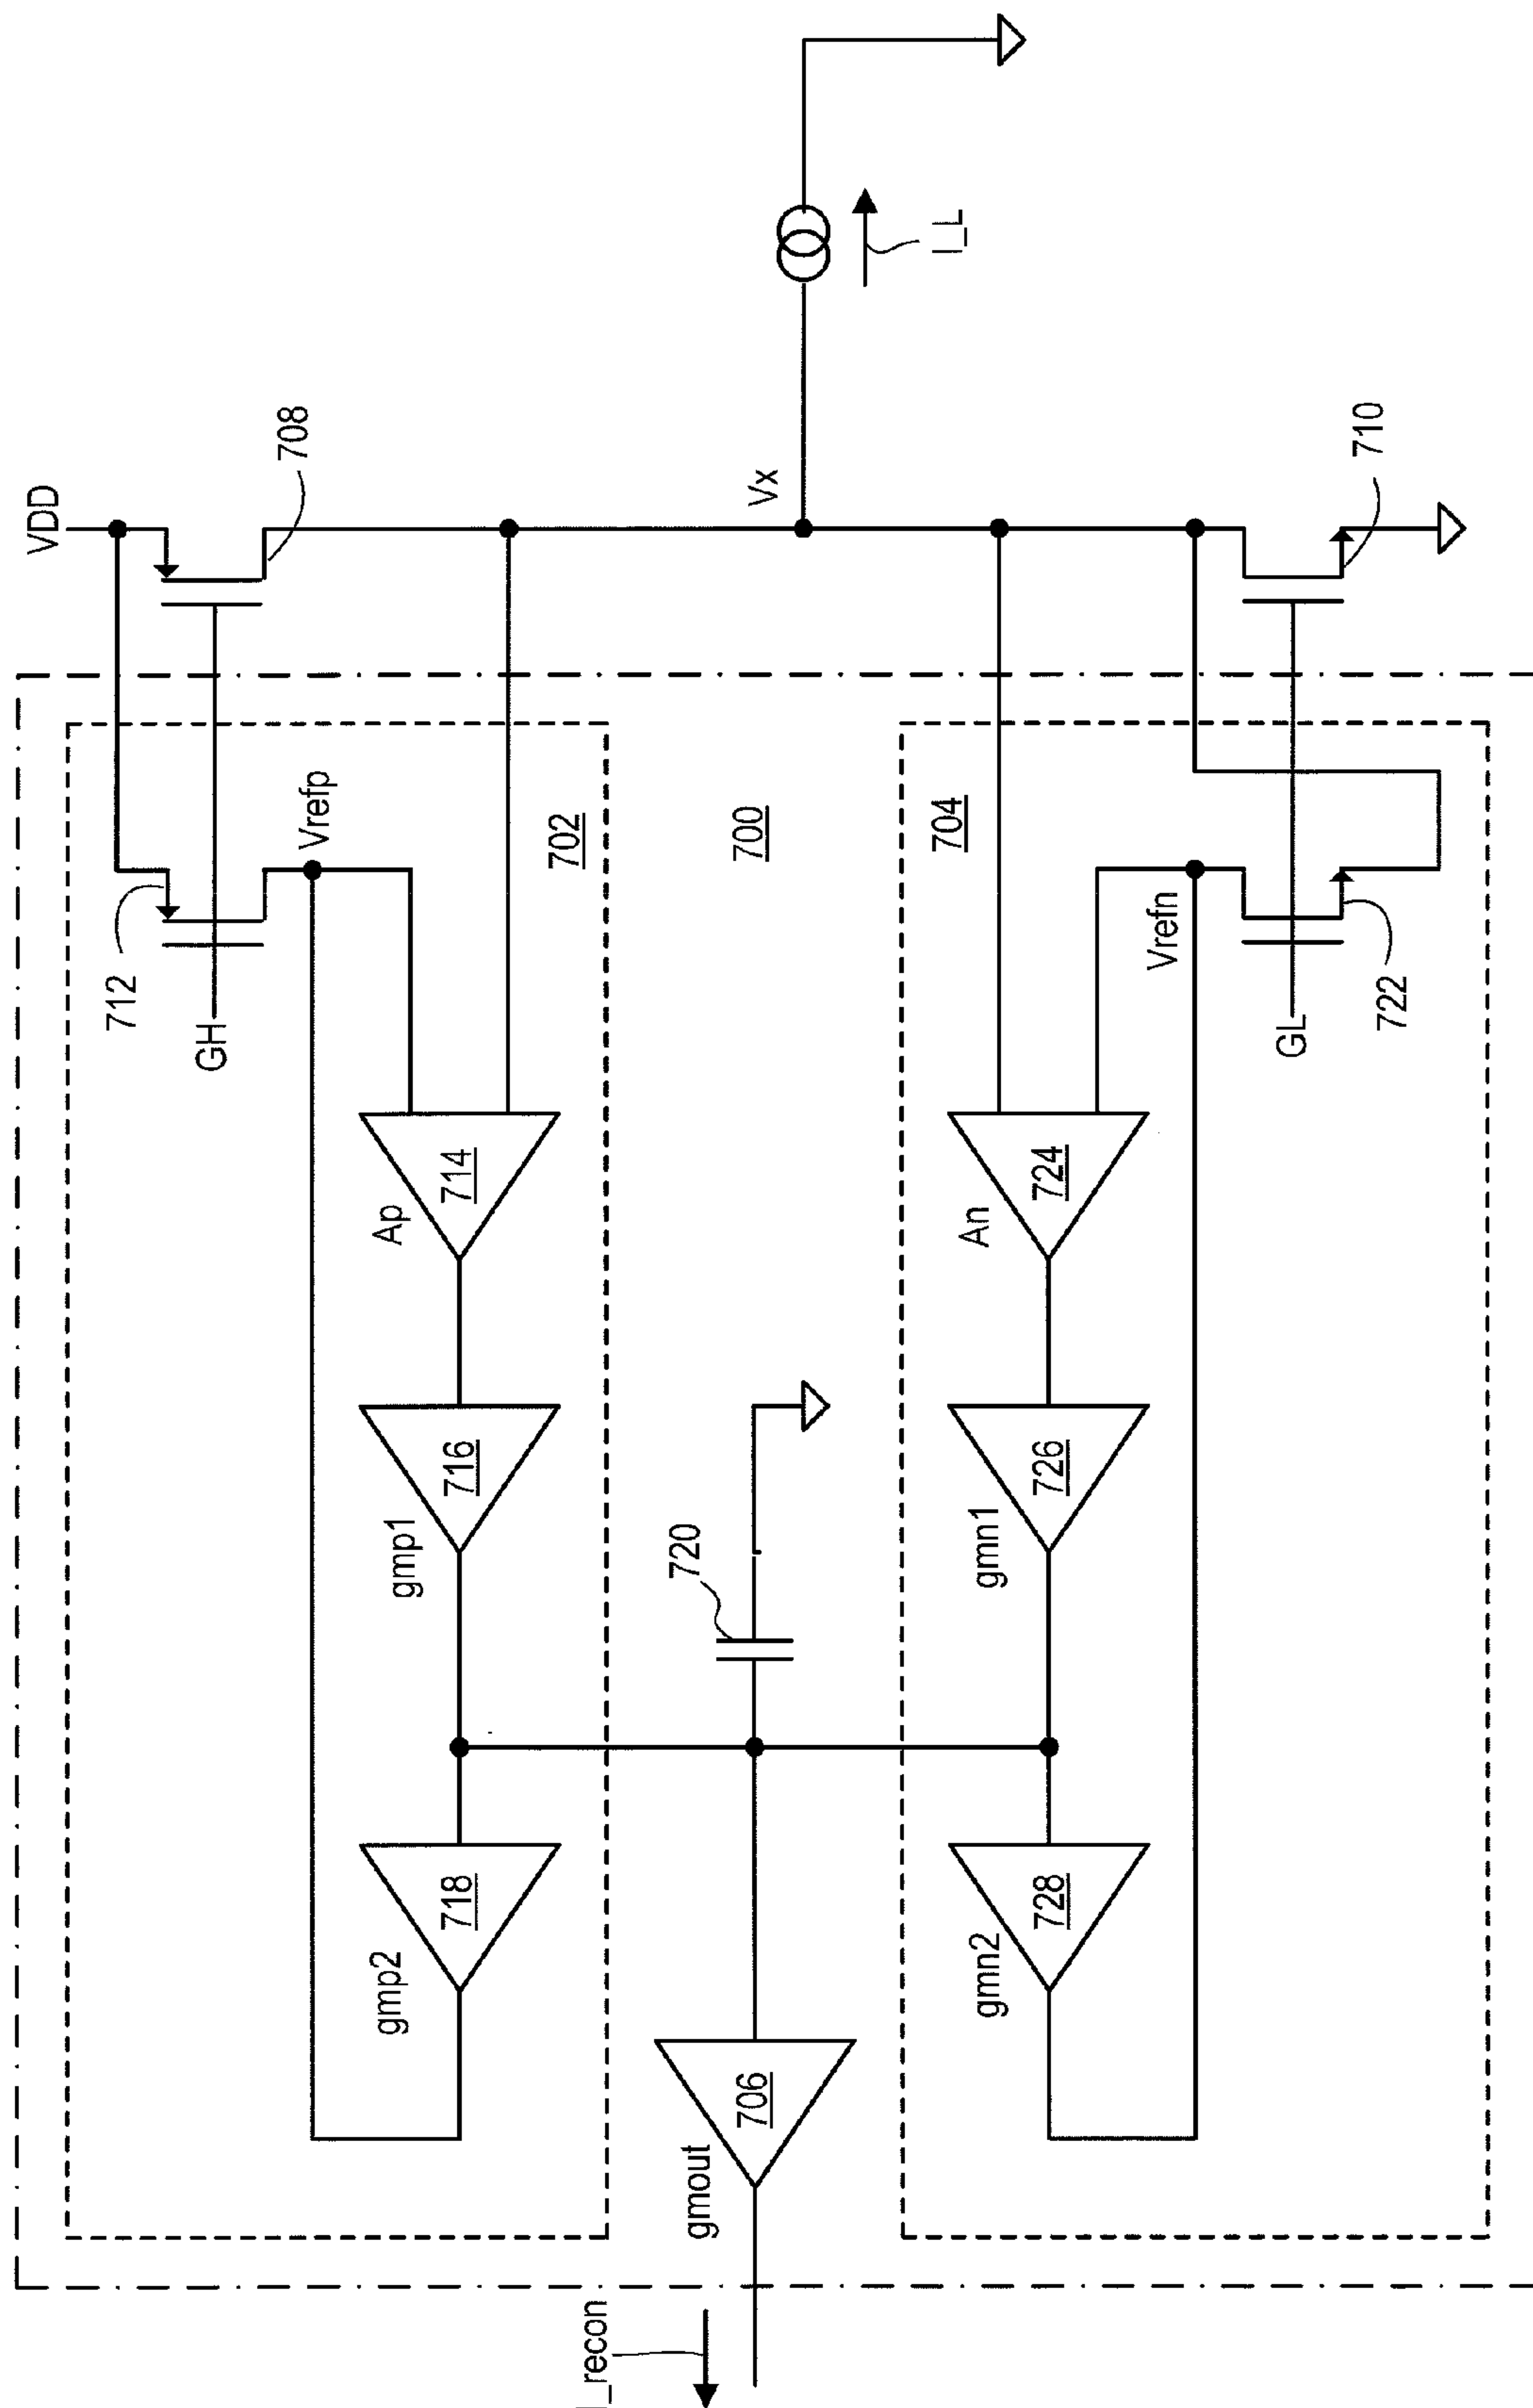 VDD
708
Vx
I_L
710
712
GH
Vrefp
702
700
704
Vrefn
GL
722
Ap
714
An
724
716
gmp1
720
726
gmn1
718
gmp2
728
gmn2
706
gmout
I_recon